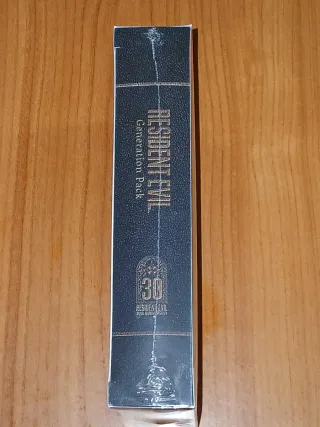 RESIDENT EVIL
Generation Pack
30
RESIDENT EVIL